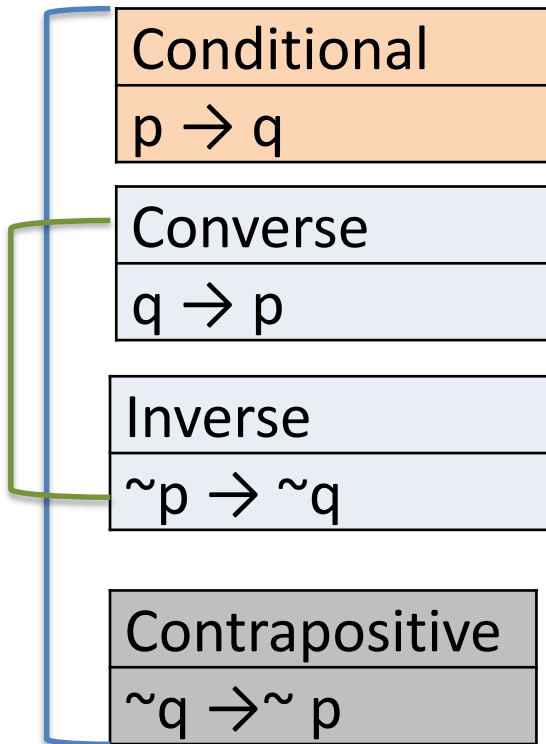 Conditional
p → q
Converse
q → p
Inverse
~p → ~q
Contrapositive
~q →~ p